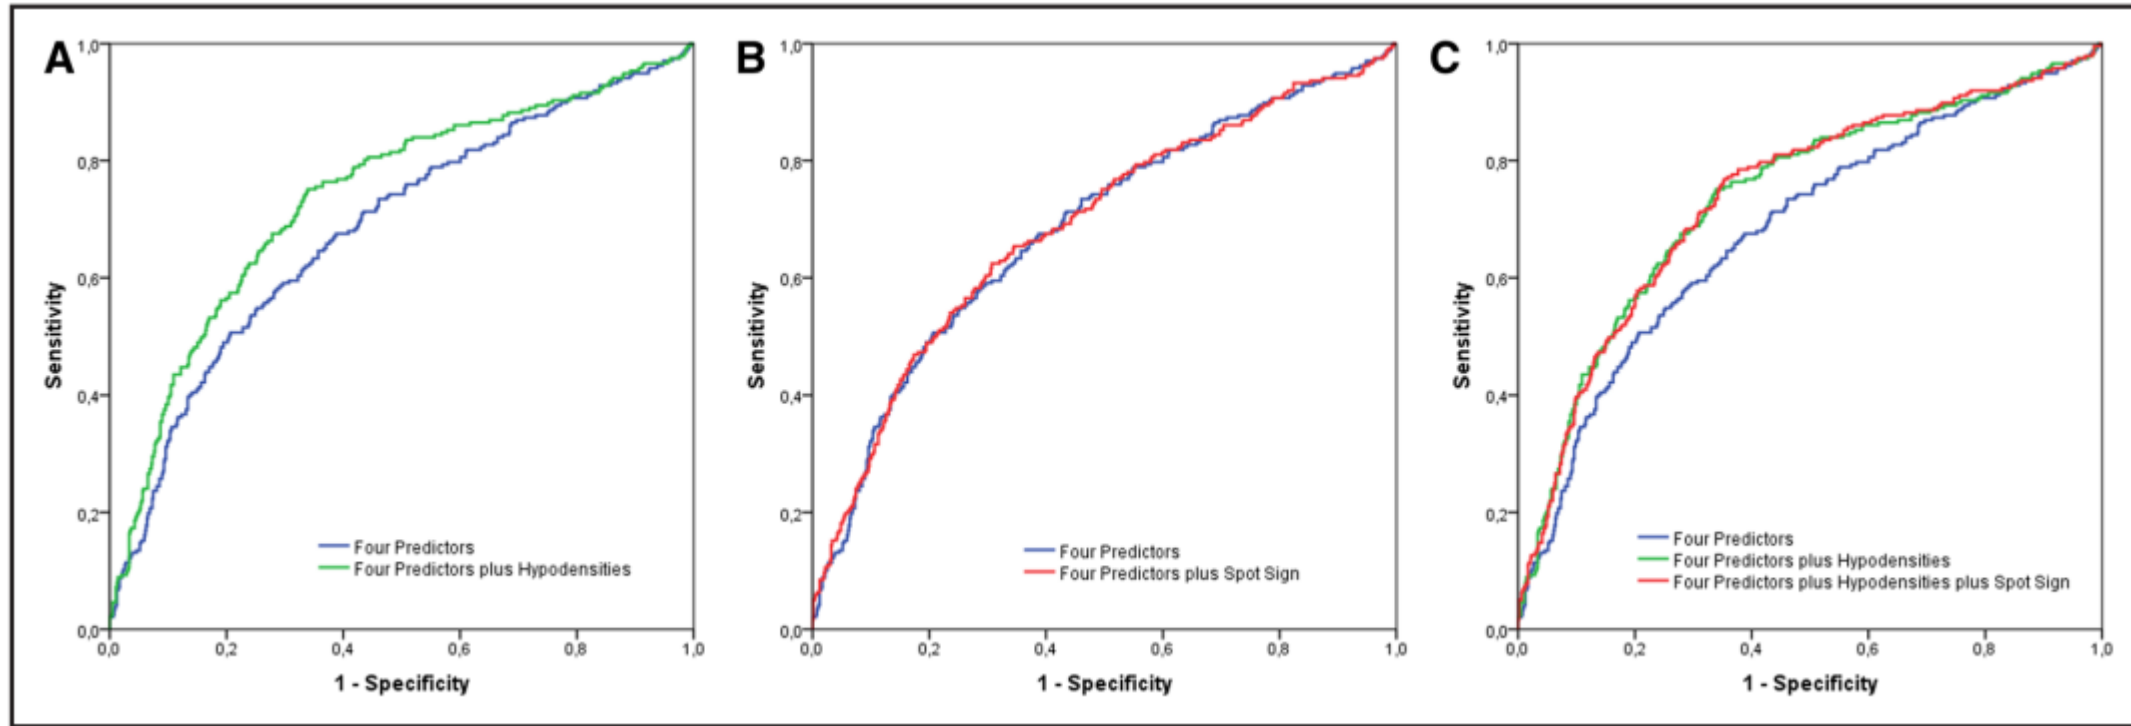 A
1,0
0,8
0,6
0,4
0,2
0,0
Sensitivity
Four Predictors
Four Predictors plus Hypodensities
0,0 0,2 0,4 0,6 0,8 1,0
1 - Specificity
B
1,0
0,8
0,6
0,4
0,2
0,0
Sensitivity
Four Predictors
Four Predictors plus Spot Sign
0,0 0,2 0,4 0,6 0,8 1,0
1 - Specificity
C
1,0
0,8
0,6
0,4
0,2
0,0
Sensitivity
Four Predictors
Four Predictors plus Hypodensities
Four Predictors plus Hypodensities plus Spot Sign
0,0 0,2 0,4 0,6 0,8 1,0
1 - Specificity